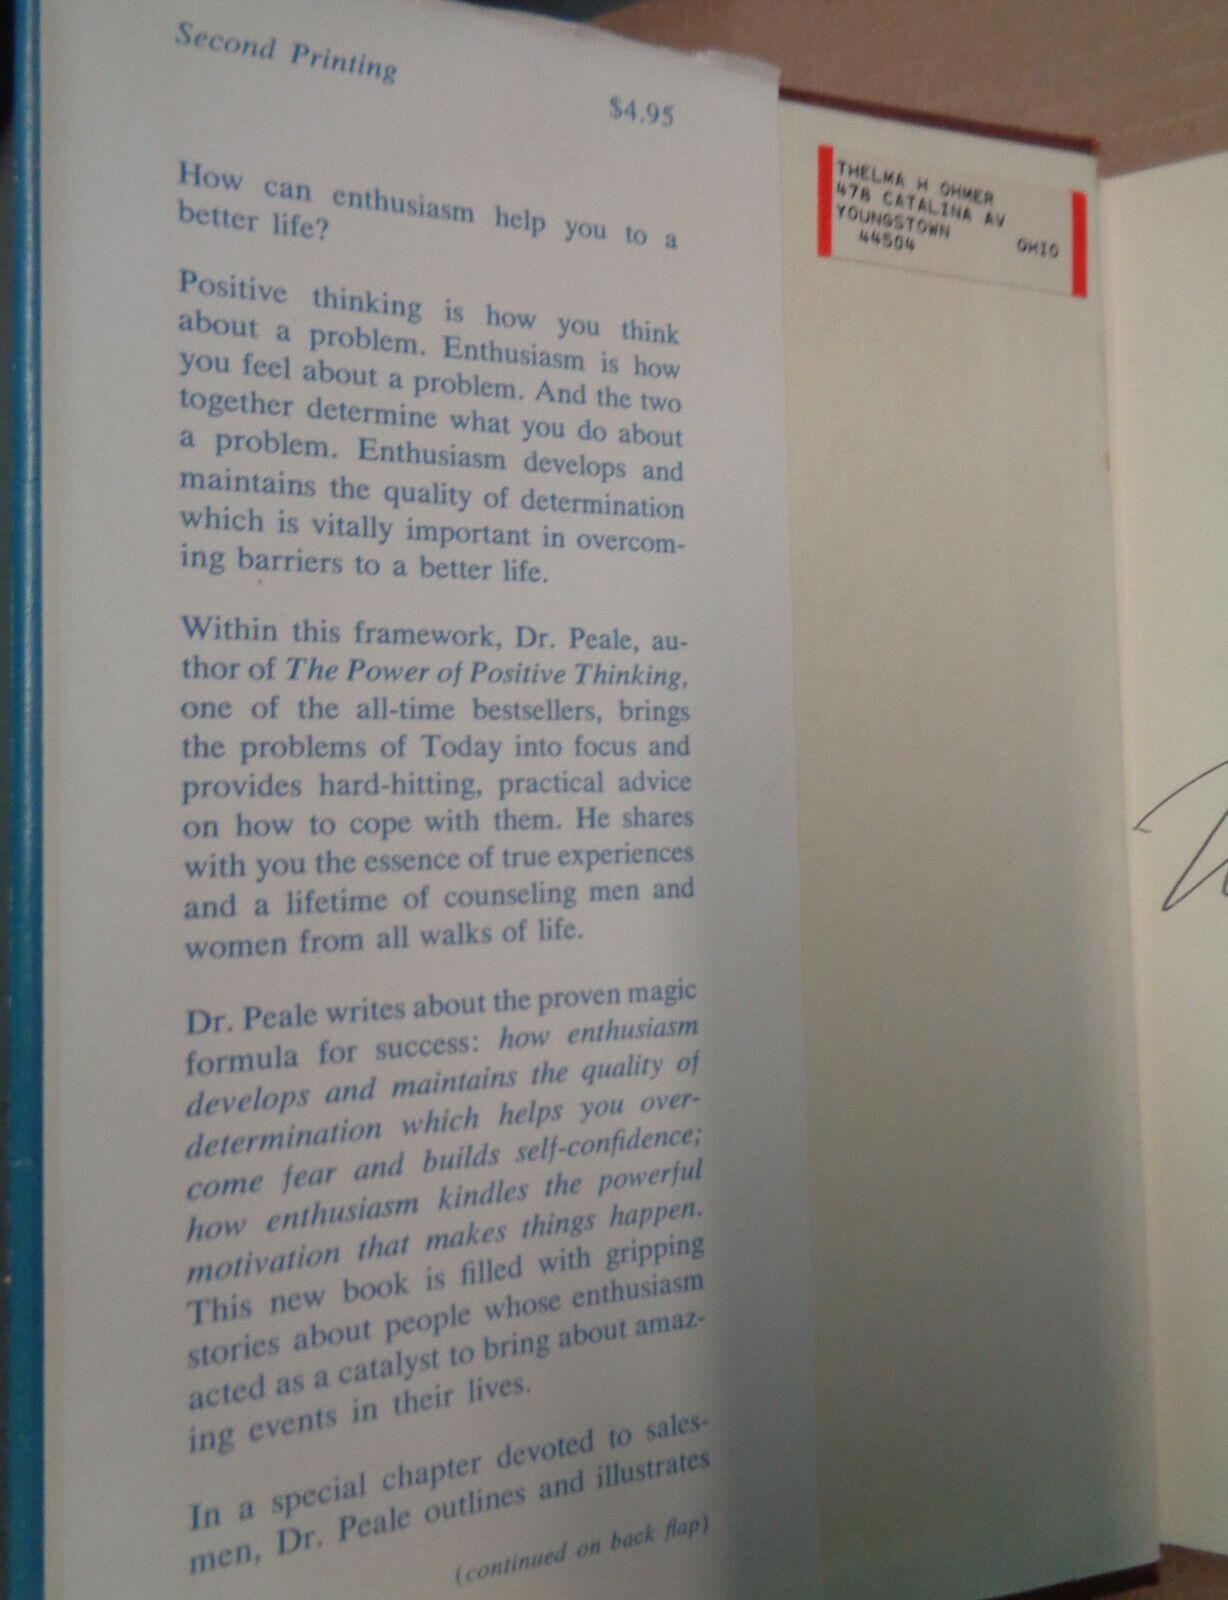 Second Printing
$4.95
How can enthusiasm help you to a
better life?
Positive thinking is how you think
about a problem. Enthusiasm is how
you feel about a problem. And the two
together determine what you do about
a problem. Enthusiasm develops and
maintains the quality of determination
which is vitally important in overcom-
ing barriers to a better life.
Within this framework, Dr. Peale, au-
thor of The Power of Positive Thinking,
one of the all-time bestsellers, brings
the problems of Today into focus and
provides hard-hitting, practical advice
on how to cope with them. He shares
with you the essence of true experiences
and a lifetime of counseling men and
women from all walks of life.
Dr. Peale writes about the proven magic
formula for success: how enthusiasm
develops and maintains the quality of
determination which helps you over-
come fear and builds self-confidence;
how enthusiasm kindles the powerful
motivation that makes things happen.
This new book is filled with gripping
stories about people whose enthusiasm
acted as a catalyst to bring about amaz-
ing events in their lives.
In a special chapter devoted to sales-
men, Dr. Peale outlines and illustrates
(continued on back flap)
THELMA H OHMER
478 CATALINA AV
YOUNGSTOWN OHIO
44504